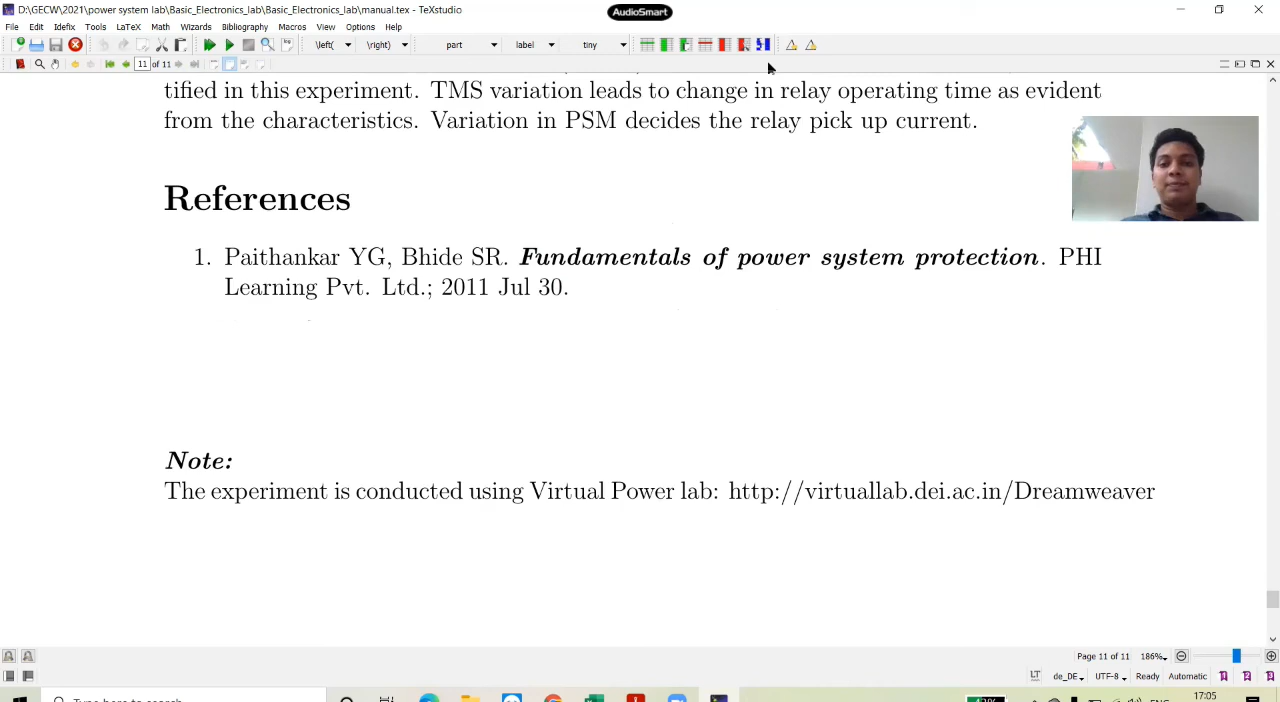 D:\GECW\2021\power system lab\Basic_Electronics_lab\Basic_Electronics_lab\manual.tex - TeXstudio
AudioSmart
File Edit Idefix Tools LaTeX Math Wizards Bibliography Macros View Options Help
\left( \right) part label tiny
11 of 11
tified in this experiment. TMS variation leads to change in relay operating time as evident
from the characteristics. Variation in PSM decides the relay pick up current.
References
1. Paithankar YG, Bhide SR. Fundamentals of power system protection. PHI
Learning Pvt. Ltd.; 2011 Jul 30.
Note:
The experiment is conducted using Virtual Power lab: http://virtuallab.dei.ac.in/Dreamweaver
Page 11 of 11 186%
LT de_DE UTF-8 Ready Automatic
Type here to search
17:05